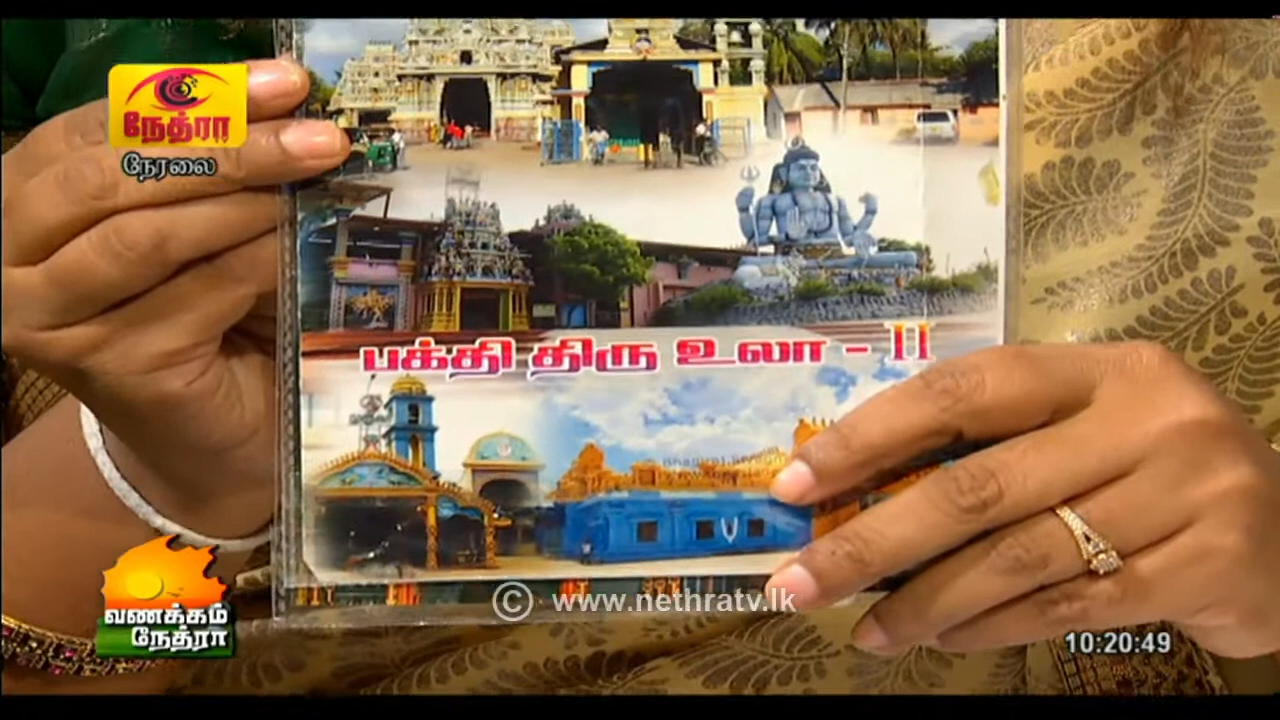 நேத்ரா
நேரலை
பக்தி திரு உலா - II
வணக்கம்
நேத்ரா
© www.nethratv.lk
10:20:49